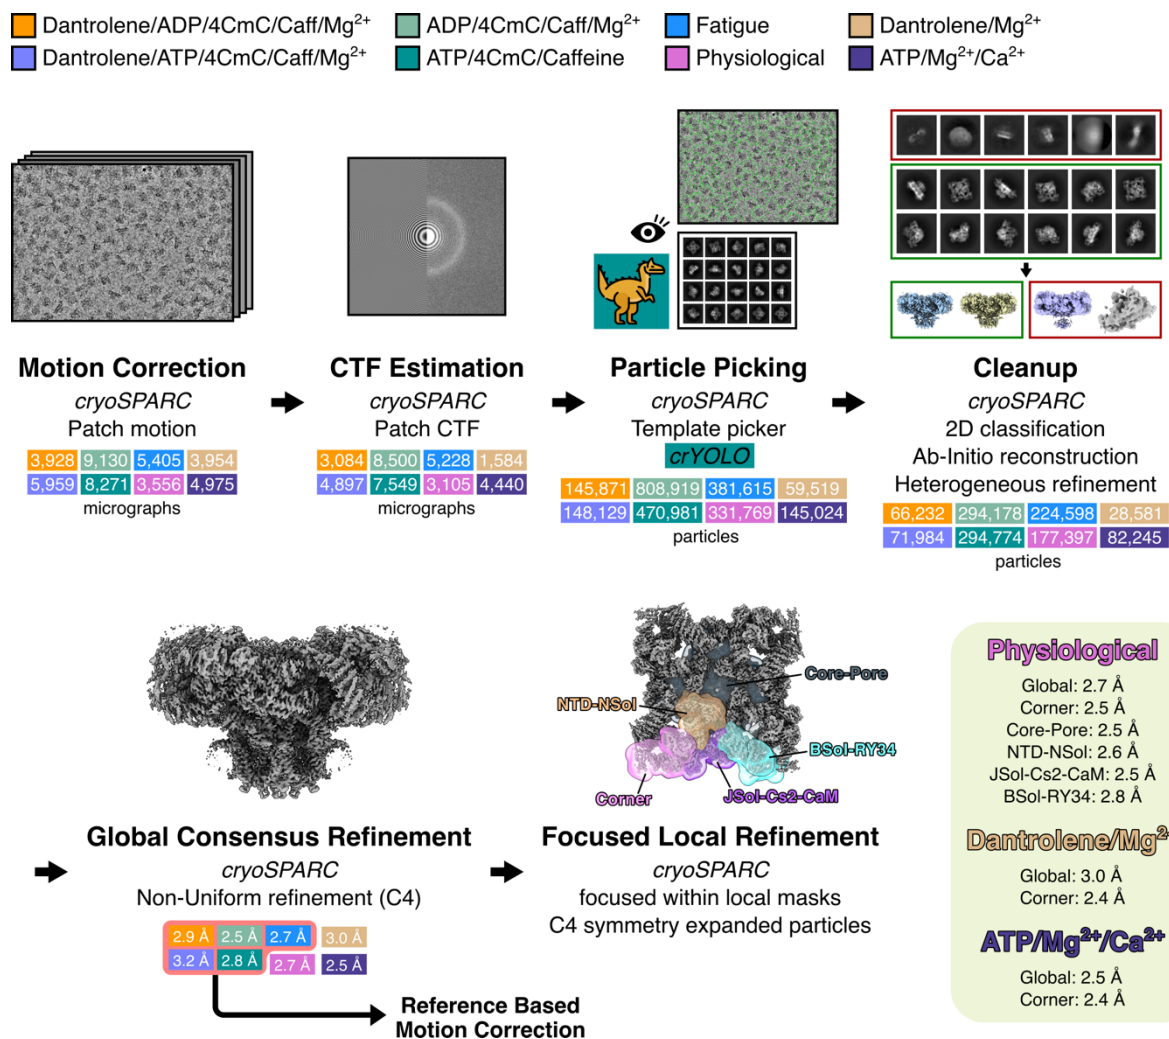 Dantrolene/ADP/4CmC/Caff/Mg²⁺ ADP/4CmC/Caff/Mg²⁺ Fatigue Dantrolene/Mg²⁺
Dantrolene/ATP/4CmC/Caff/Mg²⁺ ATP/4CmC/Caffeine Physiological ATP/Mg²⁺/Ca²⁺
Motion Correction
cryoSPARC
Patch motion
3,928 9,130 5,405 3,954
5,959 8,271 3,556 4,975
micrographs
CTF Estimation
cryoSPARC
Patch CTF
3,084 8,500 5,228 1,584
4,897 7,549 3,105 4,440
micrographs
Particle Picking
cryoSPARC
Template picker
crYOLO
145,871 808,919 381,615 59,519
148,129 470,981 331,769 145,024
particles
Cleanup
cryoSPARC
2D classification
Ab-Initio reconstruction
Heterogeneous refinement
66,232 294,178 224,598 28,581
71,984 294,774 177,397 82,245
particles
Global Consensus Refinement
cryoSPARC
Non-Uniform refinement (C4)
2.9 Å 2.5 Å 2.7 Å 3.0 Å
3.2 Å 2.8 Å 2.7 Å 2.5 Å
Reference Based
Motion Correction
Core-Pore
NTD-NSol
BSol-RY34
Corner
JSol-Cs2-CaM
Focused Local Refinement
cryoSPARC
focused within local masks
C4 symmetry expanded particles
Physiological
Global: 2.7 Å
Corner: 2.5 Å
Core-Pore: 2.5 Å
NTD-NSol: 2.6 Å
JSol-Cs2-CaM: 2.5 Å
BSol-RY34: 2.8 Å
Dantrolene/Mg²
Global: 3.0 Å
Corner: 2.4 Å
ATP/Mg²⁺/Ca²⁺
Global: 2.5 Å
Corner: 2.4 Å